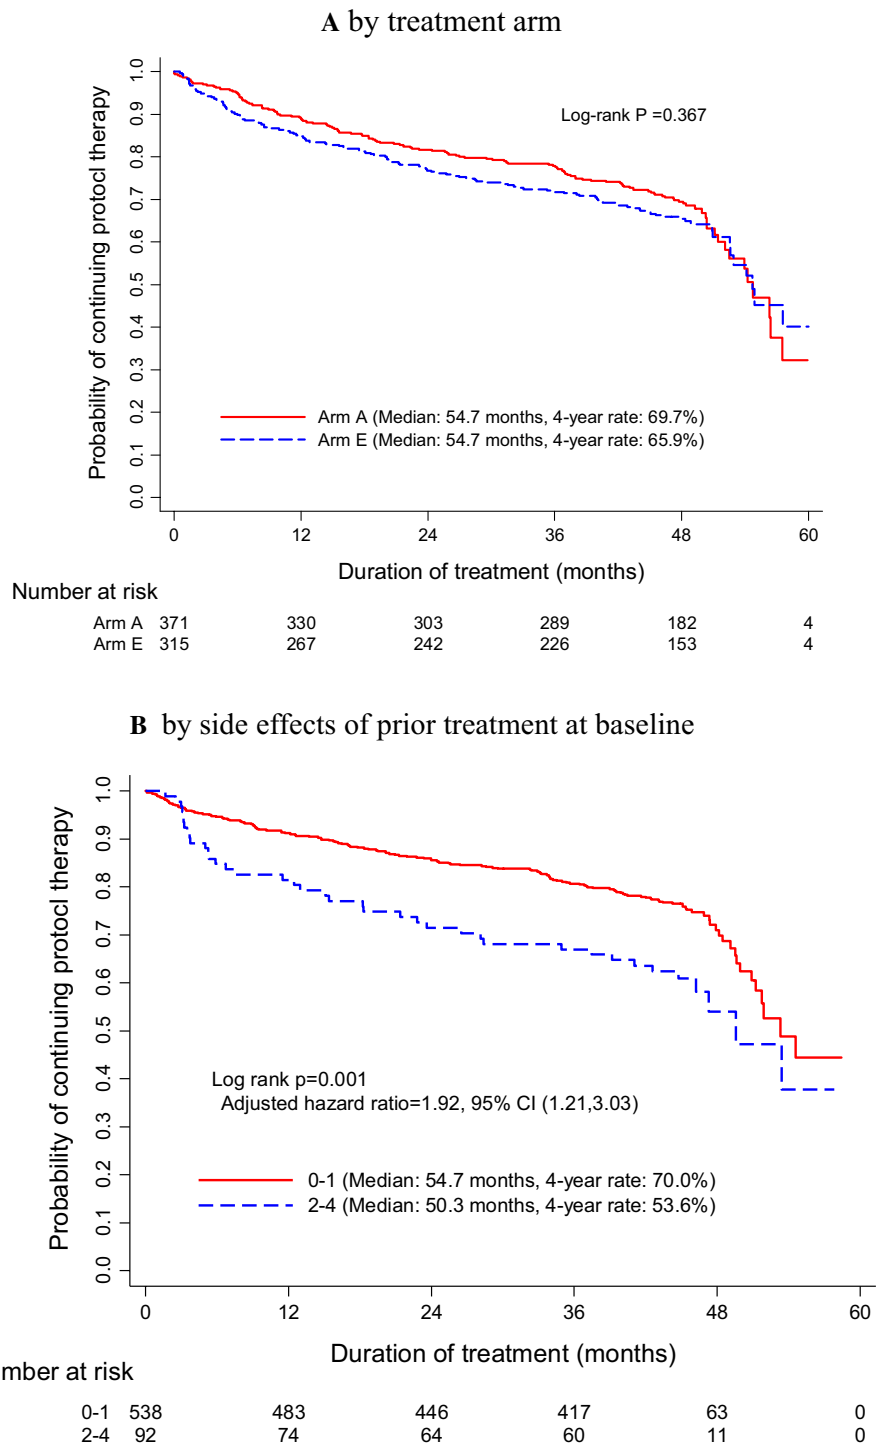 A by treatment arm
Probability of continuing protocl therapy
1.0
0.9
0.8
0.7
0.6
0.5
0.4
0.3
0.2
0.1
0.0
Log-rank P =0.367
Arm A (Median: 54.7 months, 4-year rate: 69.7%)
Arm E (Median: 54.7 months, 4-year rate: 65.9%)
0 12 24 36 48 60
Duration of treatment (months)
Number at risk
Arm A 371 330 303 289 182 4
Arm E 315 267 242 226 153 4
B by side effects of prior treatment at baseline
Probability of continuing protocl therapy
1.0
0.9
0.8
0.7
0.6
0.5
0.4
0.3
0.2
0.1
0.0
Log rank p=0.001
Adjusted hazard ratio=1.92, 95% CI (1.21,3.03)
0-1 (Median: 54.7 months, 4-year rate: 70.0%)
2-4 (Median: 50.3 months, 4-year rate: 53.6%)
0 12 24 36 48 60
Duration of treatment (months)
mber at risk
0-1 538 483 446 417 63 0
2-4 92 74 64 60 11 0